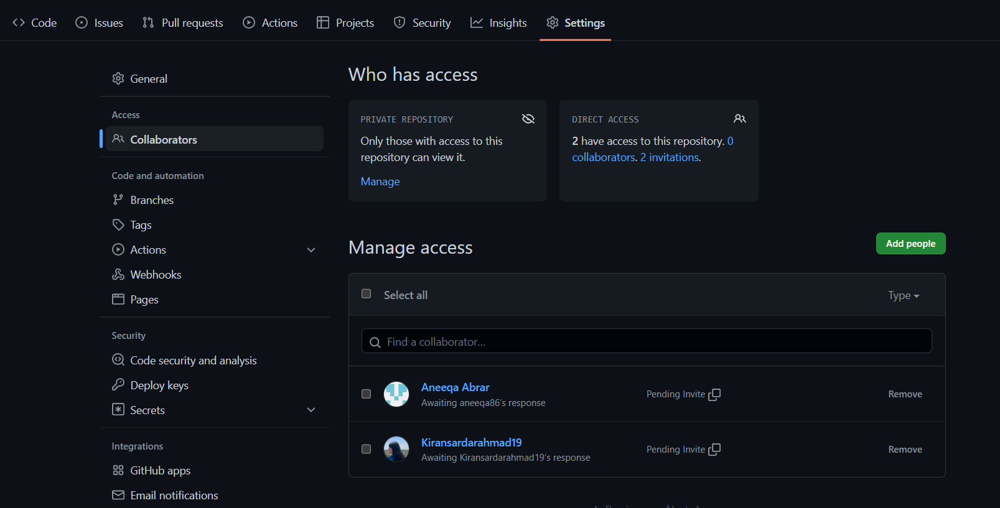 Code Issues Pull requests Actions Projects Security Insights Settings
General
Access
Collaborators
Code and automation
Branches
Tags
Actions
Webhooks
Pages
Security
Code security and analysis
Deploy keys
Secrets
Integrations
GitHub apps
Email notifications
Who has access
PRIVATE REPOSITORY
Only those with access to this
repository can view it.
Manage
DIRECT ACCESS
2 have access to this repository. 0
collaborators. 2 invitations.
Manage access
Add people
Select all
Type
Find a collaborator...
Aneeqa Abrar
Awaiting aneeqa86's response
Pending Invite
Remove
Kiransardarahmad19
Awaiting Kiransardarahmad19's response
Pending Invite
Remove